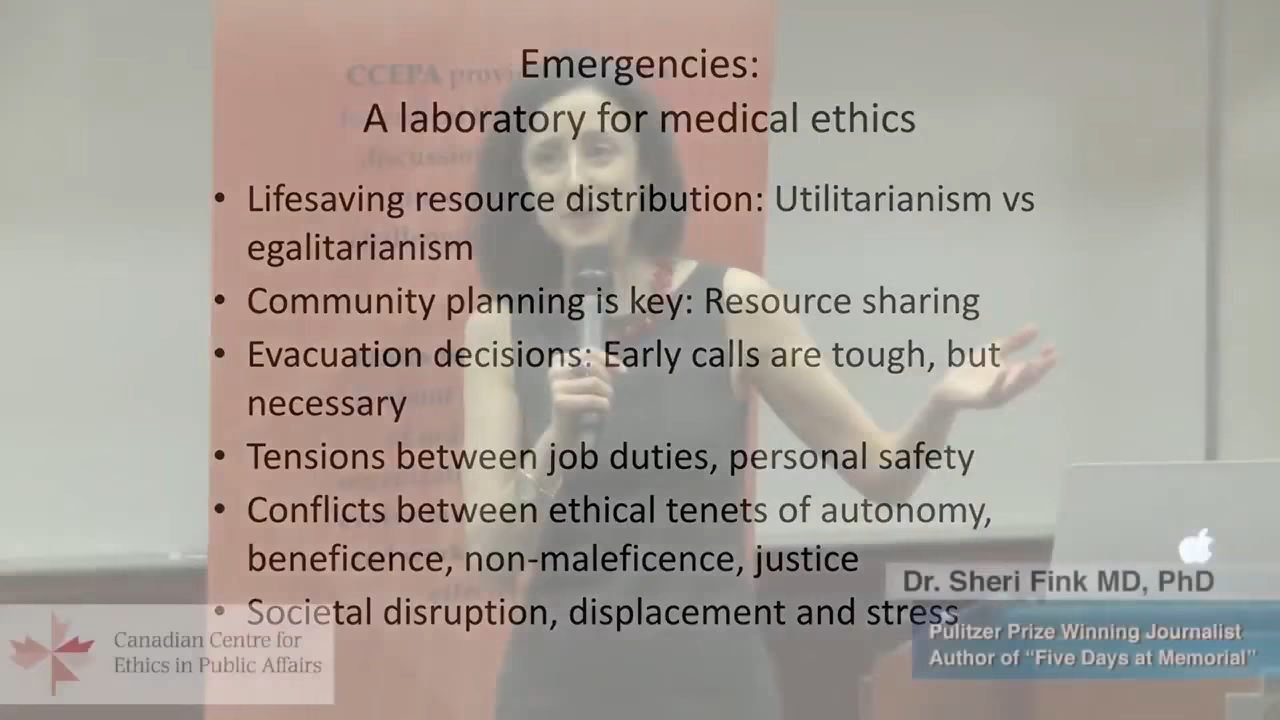 Emergencies:
A laboratory for medical ethics
• Lifesaving resource distribution: Utilitarianism vs
egalitarianism
• Community planning is key: Resource sharing
• Evacuation decisions: Early calls are tough, but
necessary
• Tensions between job duties, personal safety
• Conflicts between ethical tenets of autonomy,
beneficence, non-maleficence, justice
• Societal disruption, displacement and stress
CCEPA
Canadian Centre for
Ethics in Public Affairs
Dr. Sheri Fink MD, PhD
Pulitzer Prize Winning Journalist
Author of “Five Days at Memorial”